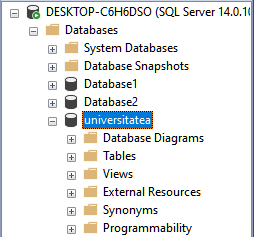 DESKTOP-C6H6DSO (SQL Server 14.0.10
Databases
System Databases
Database Snapshots
Database1
Database2
universitatea
Database Diagrams
Tables
Views
External Resources
Synonyms
Programmability